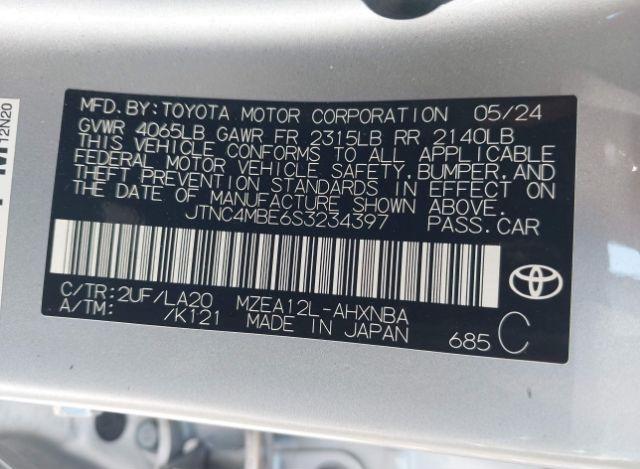 MFD.BY:TOYOTA MOTOR CORPORATION 05/24
GVWR 4065LB GAWR FR 2315LB RR 2140LB
THIS VEHICLE CONFORMS TO ALL APPLICABLE
FEDERAL MOTOR VEHICLE SAFETY,BUMPER,AND
THEFT PREVENTION STANDARDS IN EFFECT ON
THE DATE OF MANUFACTURE SHOWN ABOVE.
JTNC4MBE6S3234397 PASS.CAR
C/TR:2UF/LA20 MZEA12L-AHXNBA
A/TM: /K121 MADE IN JAPAN
685 C
12N20